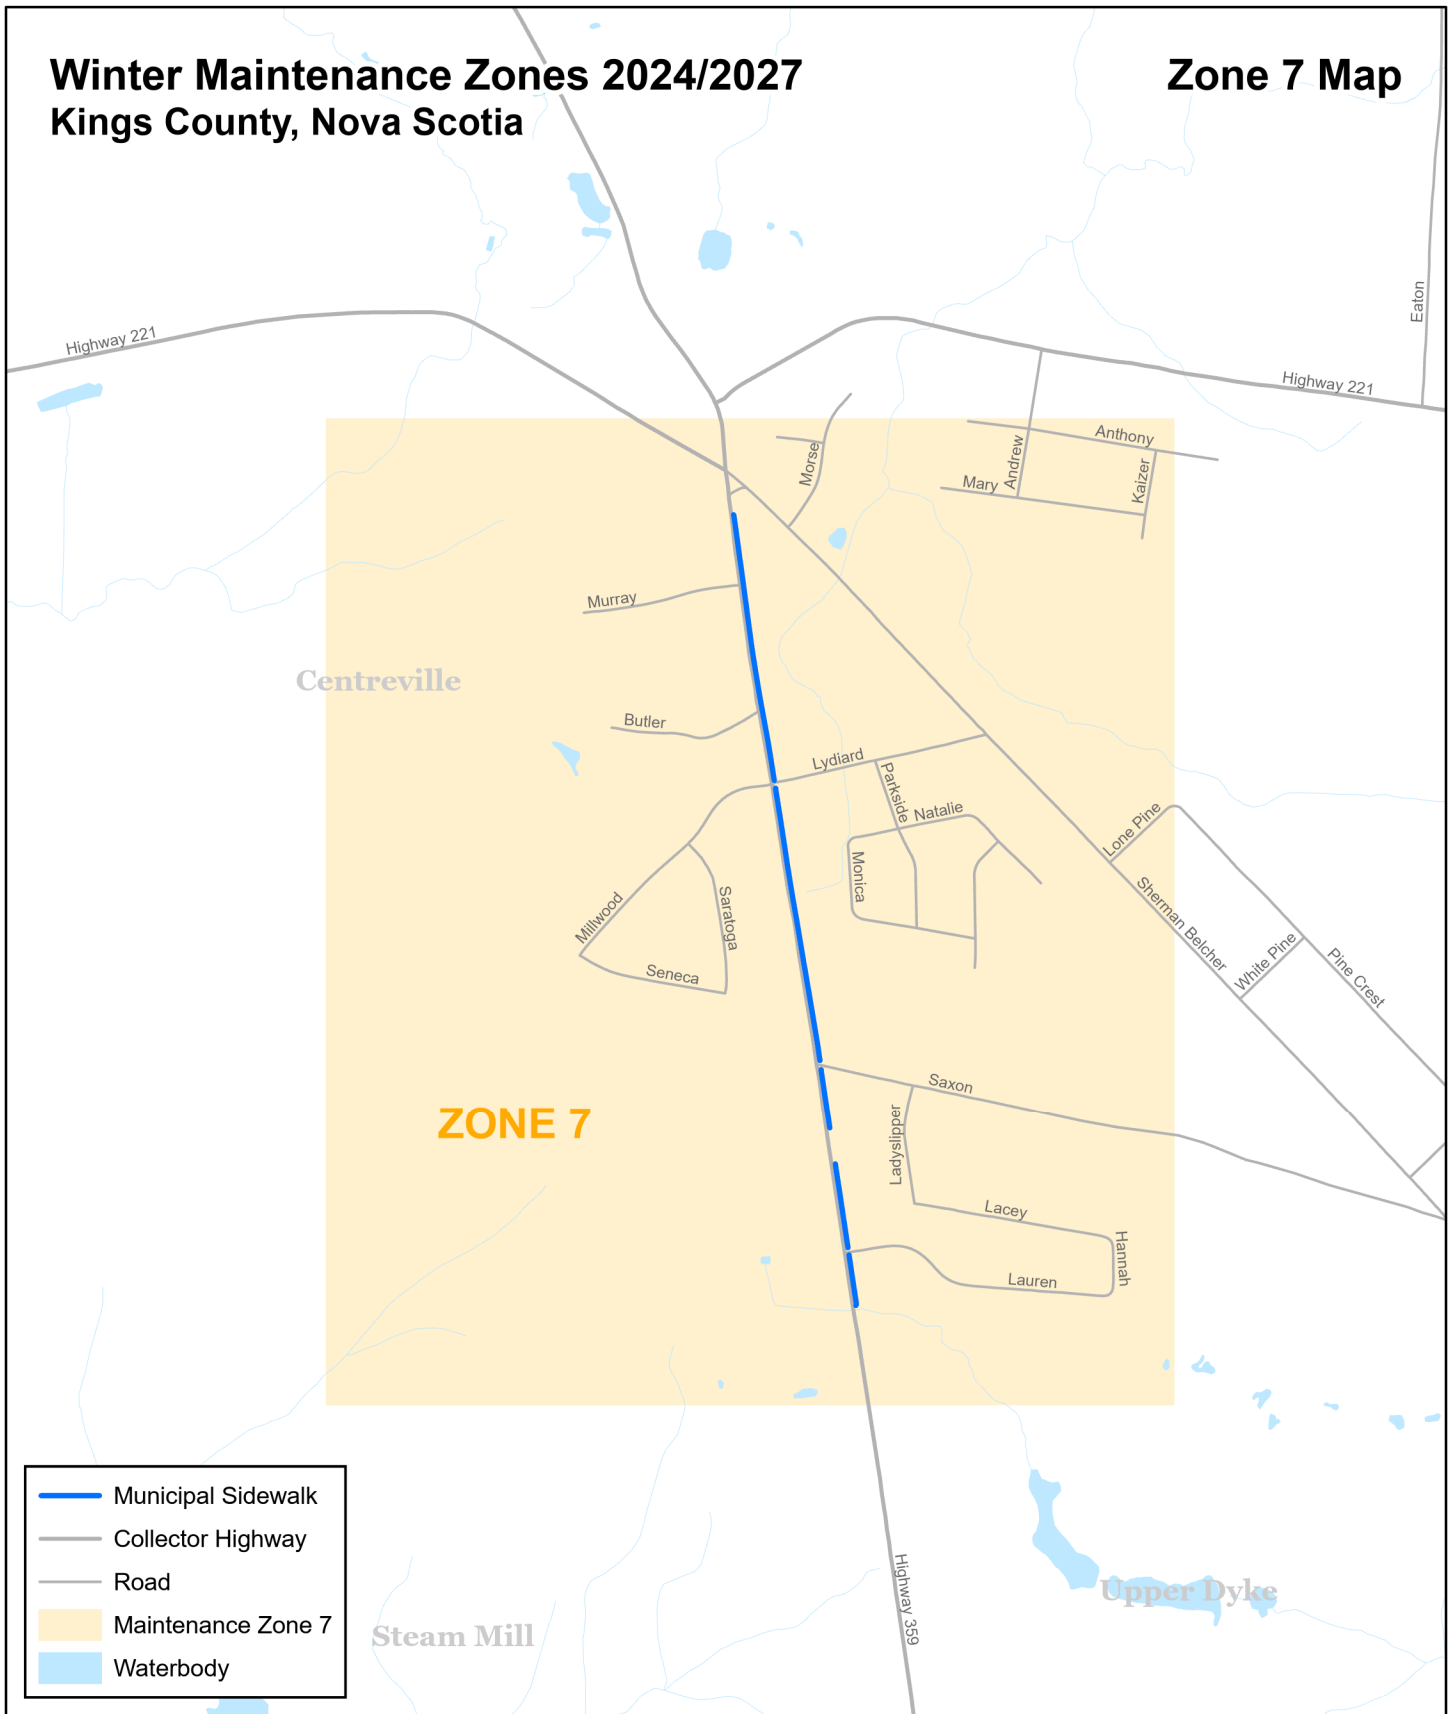 Winter Maintenance Zones 2024/2027
Kings County, Nova Scotia
Zone 7 Map
Eaton
Highway 221
Highway 221
Anthony
Morse
Andrew
Kaizer
Mary
Murray
Centreville
Butler
Lydiard
Parkside
Natalie
Lone Pine
Monica
Millwood
Saratoga
Sherman Belcher
White Pine
Pine Crest
Seneca
Saxon
ZONE 7
Ladyslipper
Lacey
Hannah
Lauren
Highway 359
Upper Dyke
Steam Mill
Municipal Sidewalk
Collector Highway
Road
Maintenance Zone 7
Waterbody